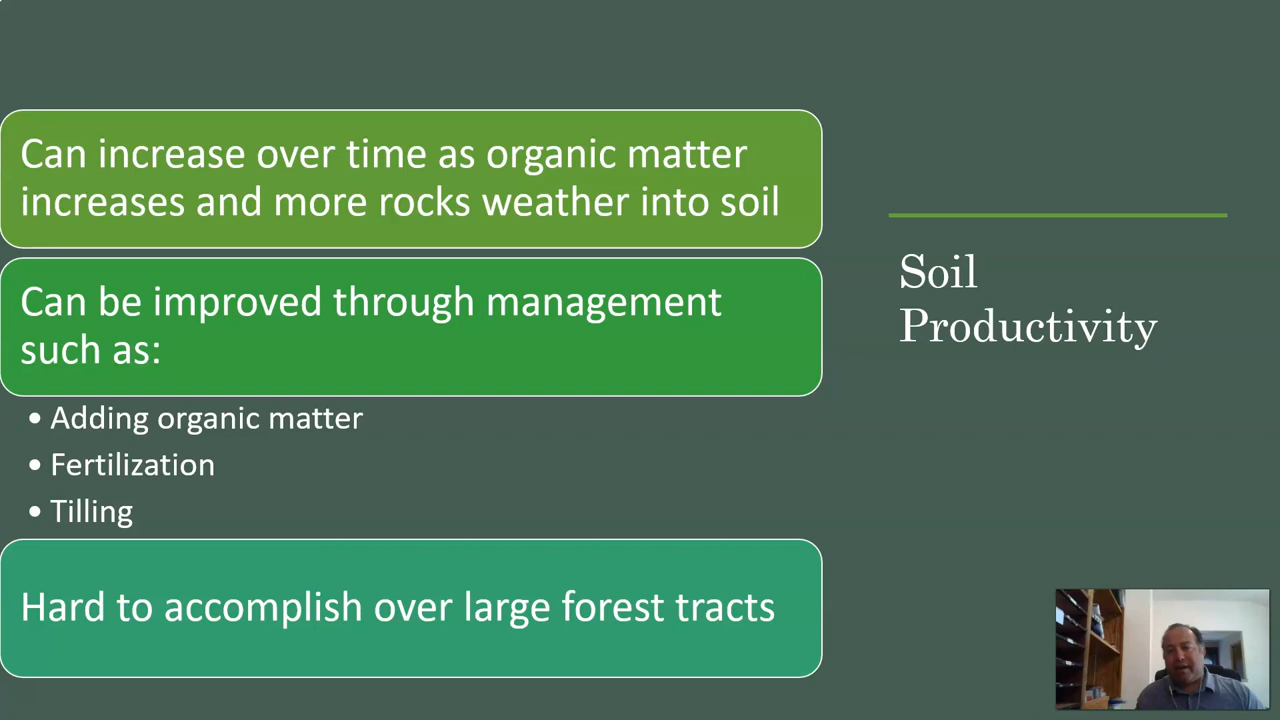 Can increase over time as organic matter
increases and more rocks weather into soil
Can be improved through management
such as:
• Adding organic matter
• Fertilization
• Tilling
Hard to accomplish over large forest tracts
Soil
Productivity